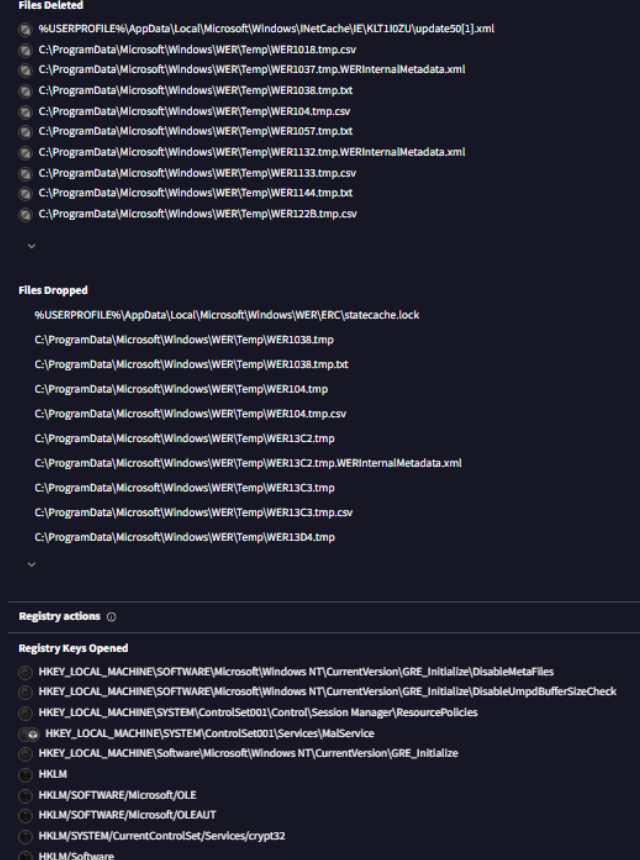 Files Deleted
%USERPROFILE%\AppData\Local\Microsoft\Windows\INetCache\IE\KLT1I0ZU\update50[1].xml
C:\ProgramData\Microsoft\Windows\WER\Temp\WER1018.tmp.csv
C:\ProgramData\Microsoft\Windows\WER\Temp\WER1037.tmp.WERInternalMetadata.xml
C:\ProgramData\Microsoft\Windows\WER\Temp\WER1038.tmp.txt
C:\ProgramData\Microsoft\Windows\WER\Temp\WER104.tmp.csv
C:\ProgramData\Microsoft\Windows\WER\Temp\WER1057.tmp.txt
C:\ProgramData\Microsoft\Windows\WER\Temp\WER1132.tmp.WERInternalMetadata.xml
C:\ProgramData\Microsoft\Windows\WER\Temp\WER1133.tmp.csv
C:\ProgramData\Microsoft\Windows\WER\Temp\WER1144.tmp.txt
C:\ProgramData\Microsoft\Windows\WER\Temp\WER122B.tmp.csv
Files Dropped
%USERPROFILE%\AppData\Local\Microsoft\Windows\WER\ERC\statecache.lock
C:\ProgramData\Microsoft\Windows\WER\Temp\WER1038.tmp
C:\ProgramData\Microsoft\Windows\WER\Temp\WER1038.tmp.txt
C:\ProgramData\Microsoft\Windows\WER\Temp\WER104.tmp
C:\ProgramData\Microsoft\Windows\WER\Temp\WER104.tmp.csv
C:\ProgramData\Microsoft\Windows\WER\Temp\WER13C2.tmp
C:\ProgramData\Microsoft\Windows\WER\Temp\WER13C2.tmp.WERInternalMetadata.xml
C:\ProgramData\Microsoft\Windows\WER\Temp\WER13C3.tmp
C:\ProgramData\Microsoft\Windows\WER\Temp\WER13C3.tmp.csv
C:\ProgramData\Microsoft\Windows\WER\Temp\WER13D4.tmp
Registry actions
Registry Keys Opened
HKEY_LOCAL_MACHINE\SOFTWARE\Microsoft\Windows NT\CurrentVersion\GRE_Initialize\DisableMetaFiles
HKEY_LOCAL_MACHINE\SOFTWARE\Microsoft\Windows NT\CurrentVersion\GRE_Initialize\DisableUmpdBufferSizeCheck
HKEY_LOCAL_MACHINE\SYSTEM\ControlSet001\Control\Session Manager\ResourcePolicies
HKEY_LOCAL_MACHINE\SYSTEM\ControlSet001\Services\MalService
HKEY_LOCAL_MACHINE\Software\Microsoft\Windows NT\CurrentVersion\GRE_Initialize
HKLM
HKLM/SOFTWARE/Microsoft/OLE
HKLM/SOFTWARE/Microsoft/OLEAUT
HKLM/SYSTEM/CurrentControlSet/Services/crypt32
HKLM/Software